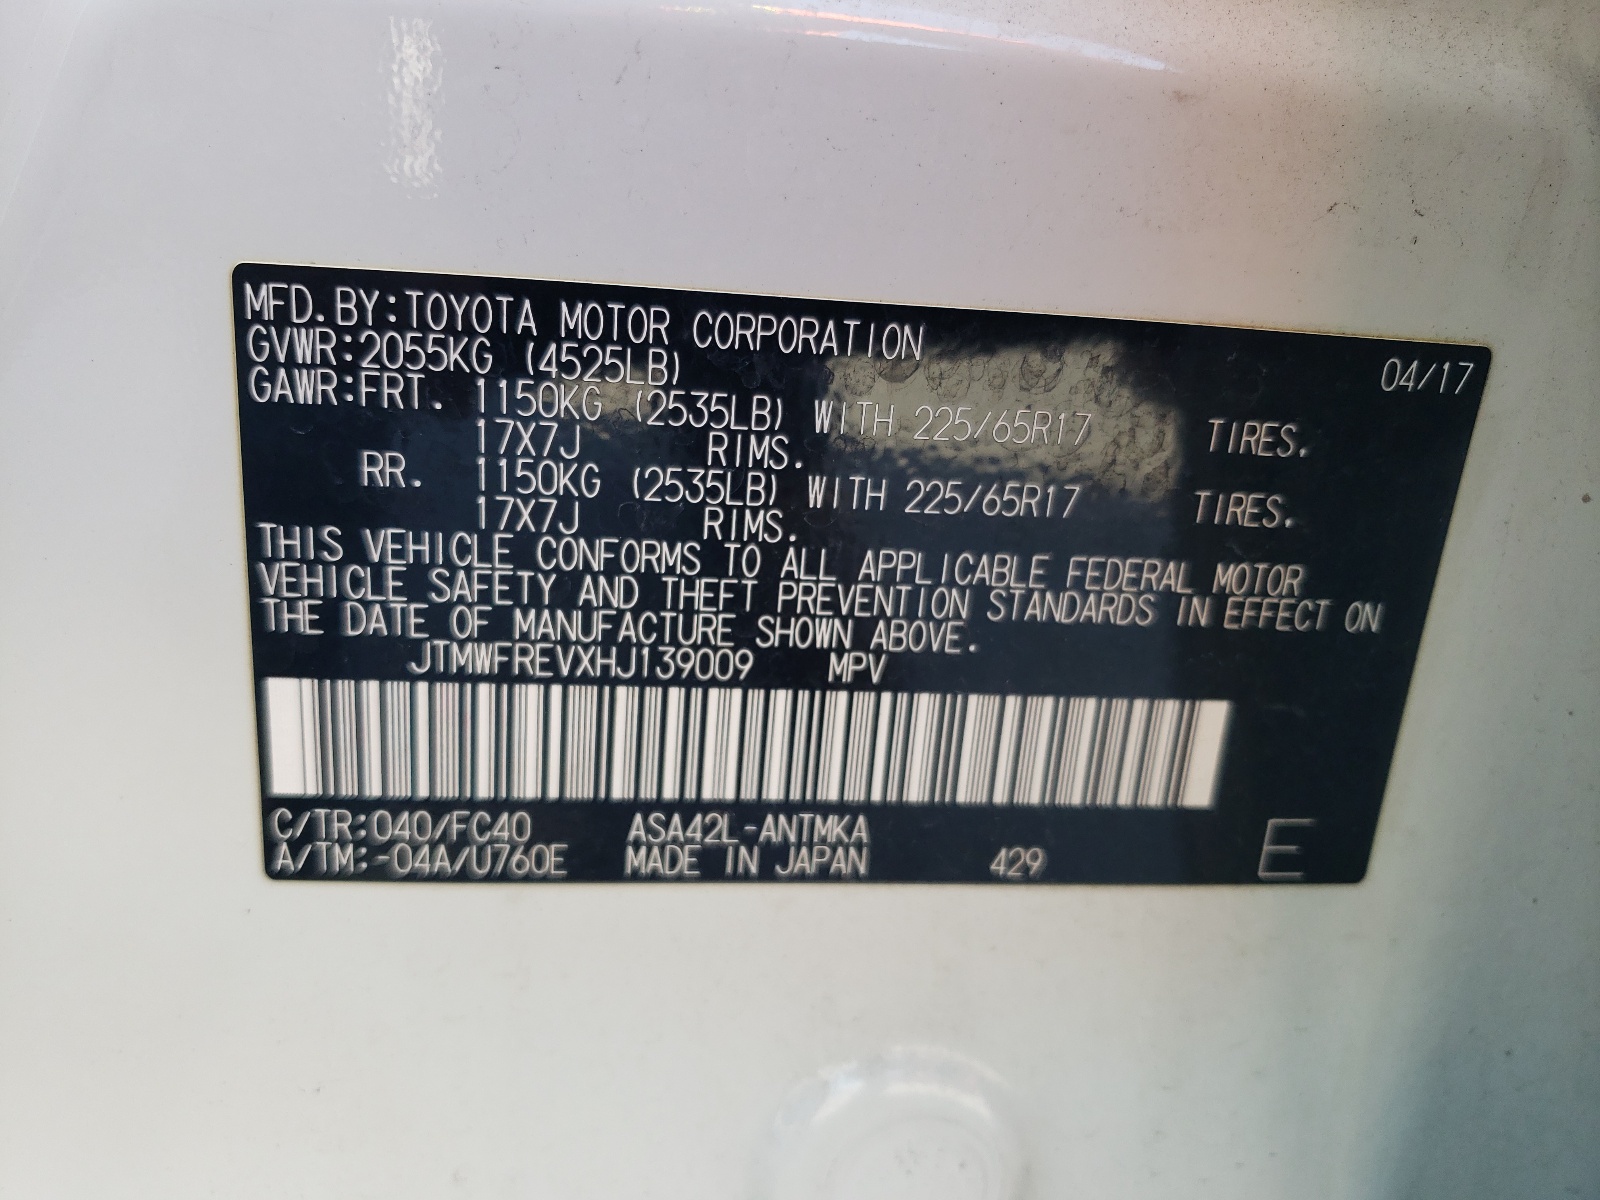 MFD. BY: TOYOTA MOTOR CORPORATION 04/17
GVWR: 2055KG (4525LB)
GAWR: FRT. 1150KG (2535LB) WITH 225/65R17 TIRES.
17X7J RIMS.
RR. 1150KG (2535LB) WITH 225/65R17 TIRES.
17X7J RIMS.
THIS VEHICLE CONFORMS TO ALL APPLICABLE FEDERAL MOTOR
VEHICLE SAFETY AND THEFT PREVENTION STANDARDS IN EFFECT ON
THE DATE OF MANUFACTURE SHOWN ABOVE.
JTMWFREVXHJ139009 MPV
C/TR: 040/FC40 ASA42L-ANTMKA
A/TM: -04A/U760E MADE IN JAPAN 429 E